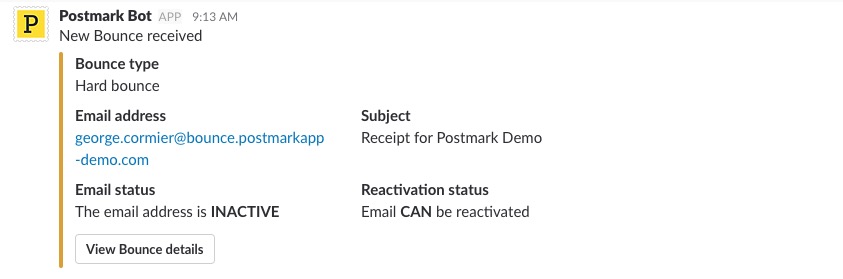 P
Postmark Bot APP 9:13 AM
New Bounce received
Bounce type
Hard bounce
Email address
george.cormier@bounce.postmarkapp
-demo.com
Subject
Receipt for Postmark Demo
Email status
The email address is INACTIVE
Reactivation status
Email CAN be reactivated
View Bounce details